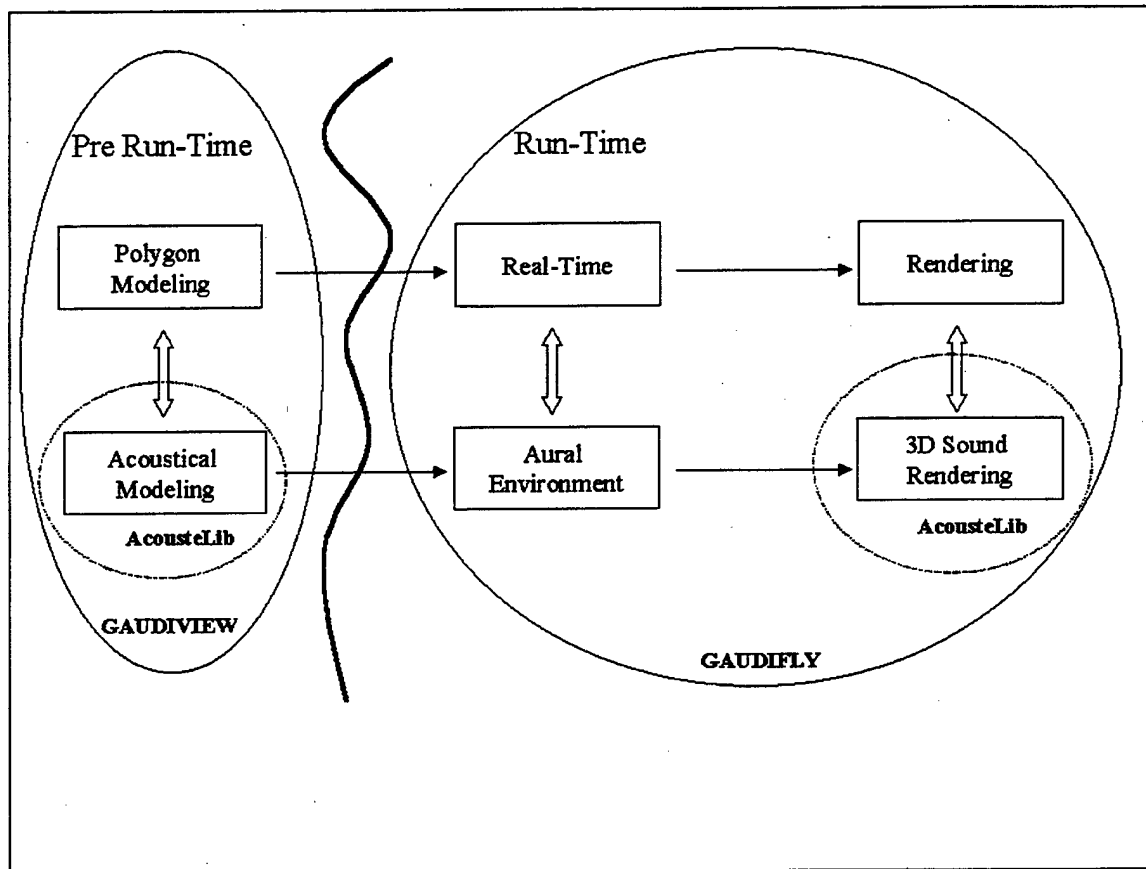 Pre Run-Time
Run-Time
Polygon
Modeling
Real-Time
Rendering
Acoustical
Modeling
Aural
Environment
3D Sound
Rendering
AcousteLib
AcousteLib
GAUDIVIEW
GAUDIFLY